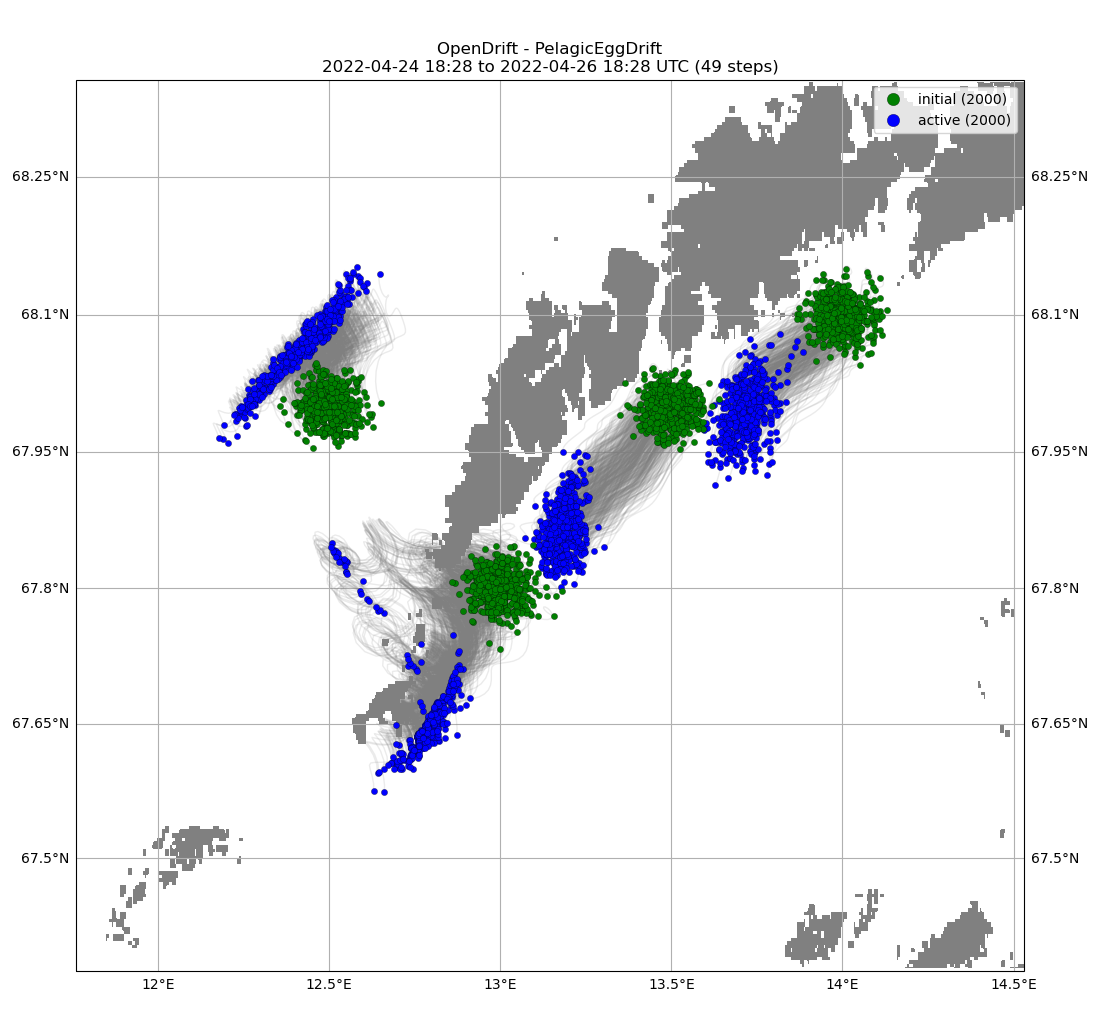 OpenDrift - PelagicEggDrift
2022-04-24 18:28 to 2022-04-26 18:28 UTC (49 steps)
initial (2000)
active (2000)
68.25°N
68.25°N
68.1°N
68.1°N
67.95°N
67.95°N
67.8°N
67.8°N
67.65°N
67.65°N
67.5°N
67.5°N
12°E
12.5°E
13°E
13.5°E
14°E
14.5°E